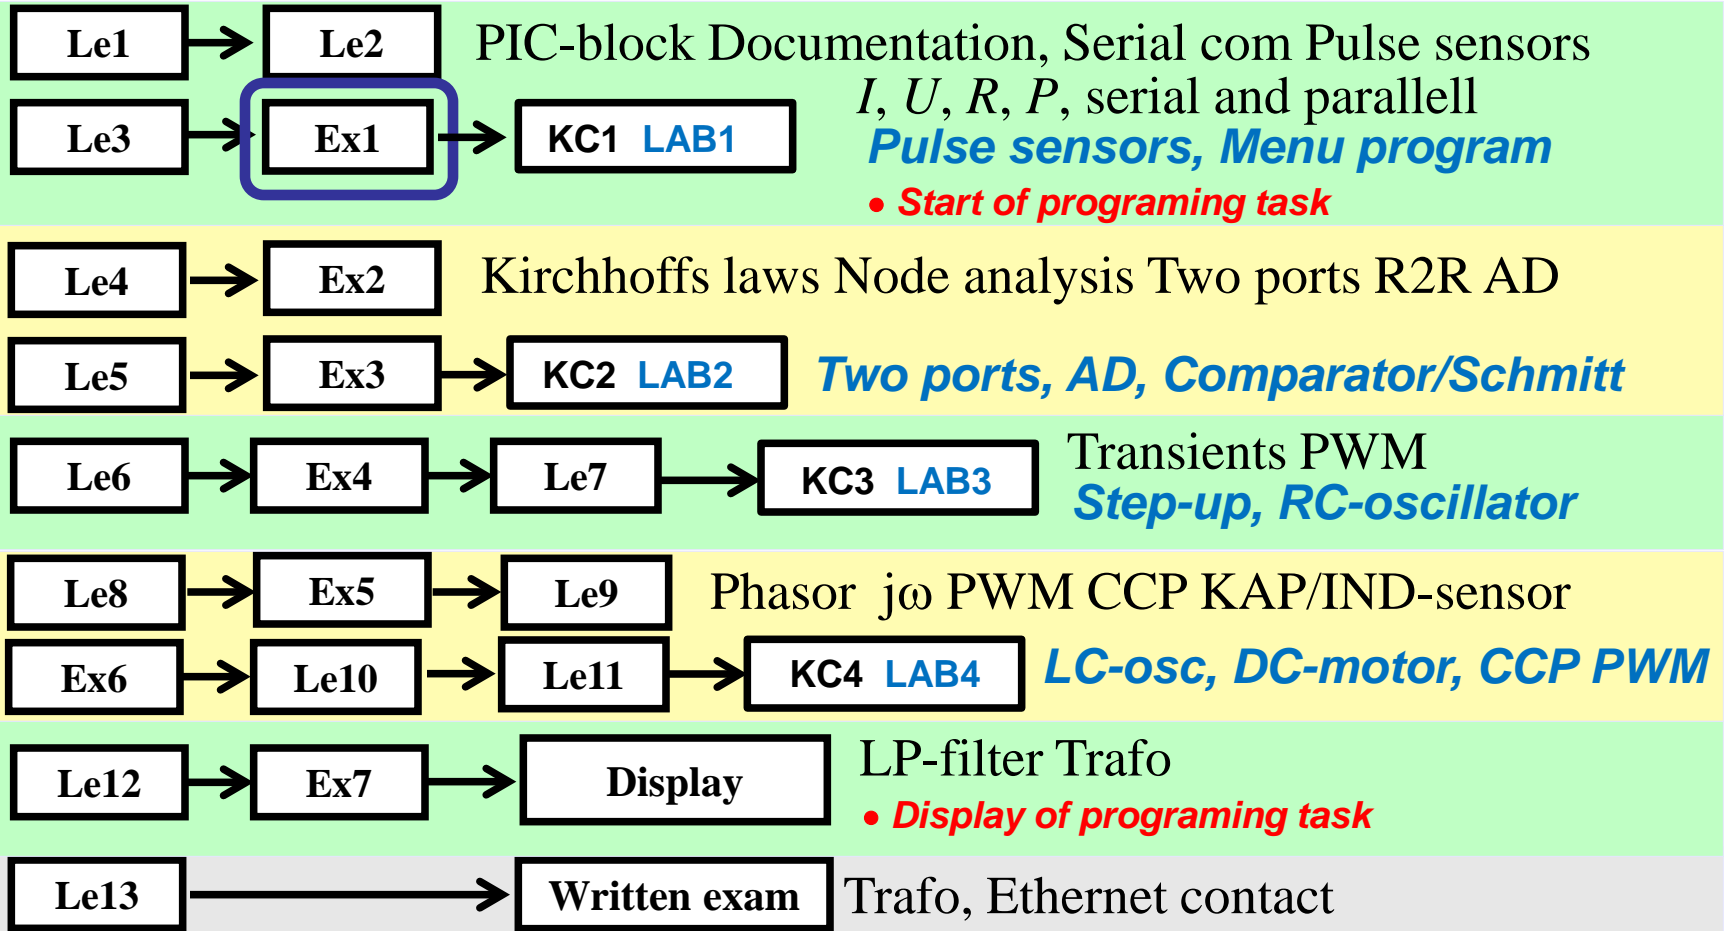 Le1 Le2 PIC-block Documentation, Serial com Pulse sensors
I, U, R, P, serial and parallell
Le3 Ex1 KC1 LAB1 Pulse sensors, Menu program
• Start of programing task
Le4 Ex2 Kirchhoffs laws Node analysis Two ports R2R AD
Le5 Ex3 KC2 LAB2 Two ports, AD, Comparator/Schmitt
Le6 Ex4 Le7 KC3 LAB3 Transients PWM
Step-up, RC-oscillator
Le8 Ex5 Le9 Phasor jω PWM CCP KAP/IND-sensor
Ex6 Le10 Le11 KC4 LAB4 LC-osc, DC-motor, CCP PWM
Le12 Ex7 Display LP-filter Trafo
• Display of programing task
Le13 Written exam Trafo, Ethernet contact